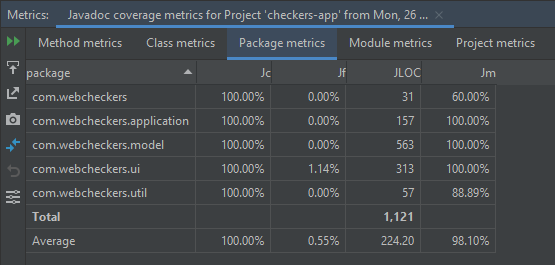 Metrics: Javadoc coverage metrics for Project 'checkers-app' from Mon, 26 ... ×
Method metrics Class metrics Package metrics Module metrics Project metrics
package Jc Jf JLOC Jm
com.webcheckers 100.00% 0.00% 31 60.00%
com.webcheckers.application 100.00% 0.00% 157 100.00%
com.webcheckers.model 100.00% 0.00% 563 100.00%
com.webcheckers.ui 100.00% 1.14% 313 100.00%
com.webcheckers.util 100.00% 0.00% 57 88.89%
Total 1,121
Average 100.00% 0.55% 224.20 98.10%